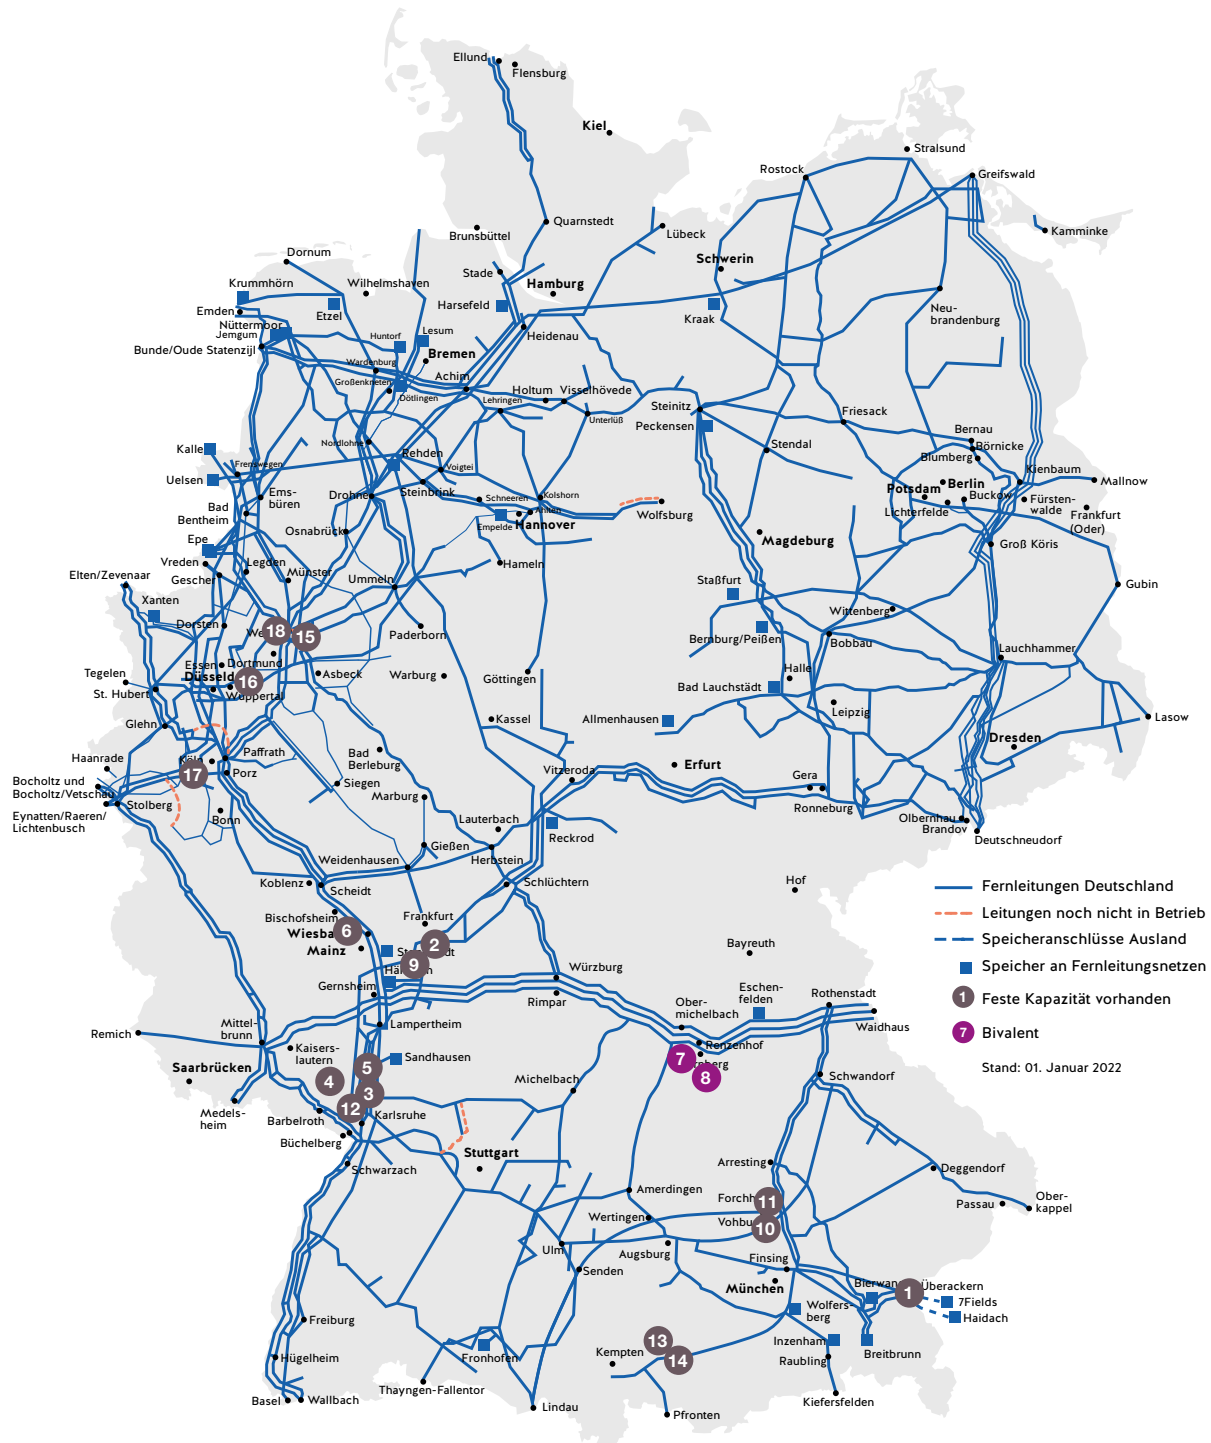 Ellund
Flensburg
Kiel
Stralsund
Rostock
Greifswald
Quarnstedt
Brunsbüttel
Lübeck
Kamminke
Dornum
Schwerin
Stade
Krummhörn
Wilhelmshaven
Hamburg
Emden
Etzel
Harsefeld
Kraak
Neu-
brandenburg
Nüttermoor
Jemgum
Huntorf
Lesum
Heidenau
Bunde/Oude Statenzijl
Bremen
Wardenburg
Achim
Großenkneten
Dötlingen
Holtum
Visselhövede
Lehringen
Unterlüß
Steinitz
Peckensen
Friesack
Bernau
Börnicke
Blumberg
Stendal
Nordlohne
Kalle
Frenswegen
Rehden
Voigtei
Kienbaum
Uelsen
Mallnow
Berlin
Potsdam
Buckow
Lichterfelde
Fürsten-
walde
Frankfurt
(Oder)
Ems-
büren
Drohne
Steinbrink
Schneeren
Kolshorn
Ahlten
Empelde
Hannover
Wolfsburg
Bad
Bentheim
Osnabrück
Magdeburg
Groß Köris
Epe
Vreden
Legden
Gescher
Münster
Ummeln
Hameln
Elten/Zevenaar
Gubin
Xanten
Staßfurt
Dorsten
We
18
15
Paderborn
Bernburg/Peißen
Wittenberg
Bobbau
Lauchhammer
Essen
Dortmund
Tegelen
Düsseld
16
Wuppertal
St. Hubert
Asbeck
Warburg
Göttingen
Halle
Bad Lauchstädt
Leipzig
Glehn
Kassel
Allmenhausen
Lasow
Dresden
Haanrade
Köln
Paffrath
Porz
17
Bad
Berleburg
Siegen
Vitzeroda
Erfurt
Gera
Ronneburg
Bocholtz und
Bocholtz/Vetschau
Stolberg
Eynatten/Raeren/
Lichtenbusch
Bonn
Marburg
Lauterbach
Reckrod
Olbernhau
Brandov
Deutschneudorf
Gießen
Weidenhausen
Herbstein
Koblenz
Scheidt
Schlüchtern
Hof
Fernleitungen Deutschland
Leitungen noch nicht in Betrieb
Speicheranschlüsse Ausland
Speicher an Fernleitungsnetzen
1 Feste Kapazität vorhanden
7 Bivalent
Stand: 01. Januar 2022
Bischofsheim
Frankfurt
Wiesba
6
2
Mainz
9
Bayreuth
Gernsheim
Würzburg
Rimpar
Eschen-
felden
Ober-
michelbach
Rothenstadt
Waidhaus
Remich
Mittel-
brunn
Lampertheim
Kaisers-
lautern
Sandhausen
5
Renzenhof
7
8
Saarbrücken
4
3
12
Michelbach
Schwandorf
Medels-
heim
Barbelroth
Karlsruhe
Büchelberg
Schwarzach
Stuttgart
Arresting
Deggendorf
Passau
Ober-
kappel
Amerdingen
Forchh
11
Wertingen
Vohbu
10
Ulm
Augsburg
Finsing
Senden
München
Bierwan
1
Überackern
7Fields
Haidach
Wolfers-
berg
Freiburg
Inzenham
Breitbrunn
13
14
Kempten
Raubling
Fronhofen
Hügelheim
Thayngen-Fallentor
Basel
Wallbach
Lindau
Pfronten
Kiefersfelden